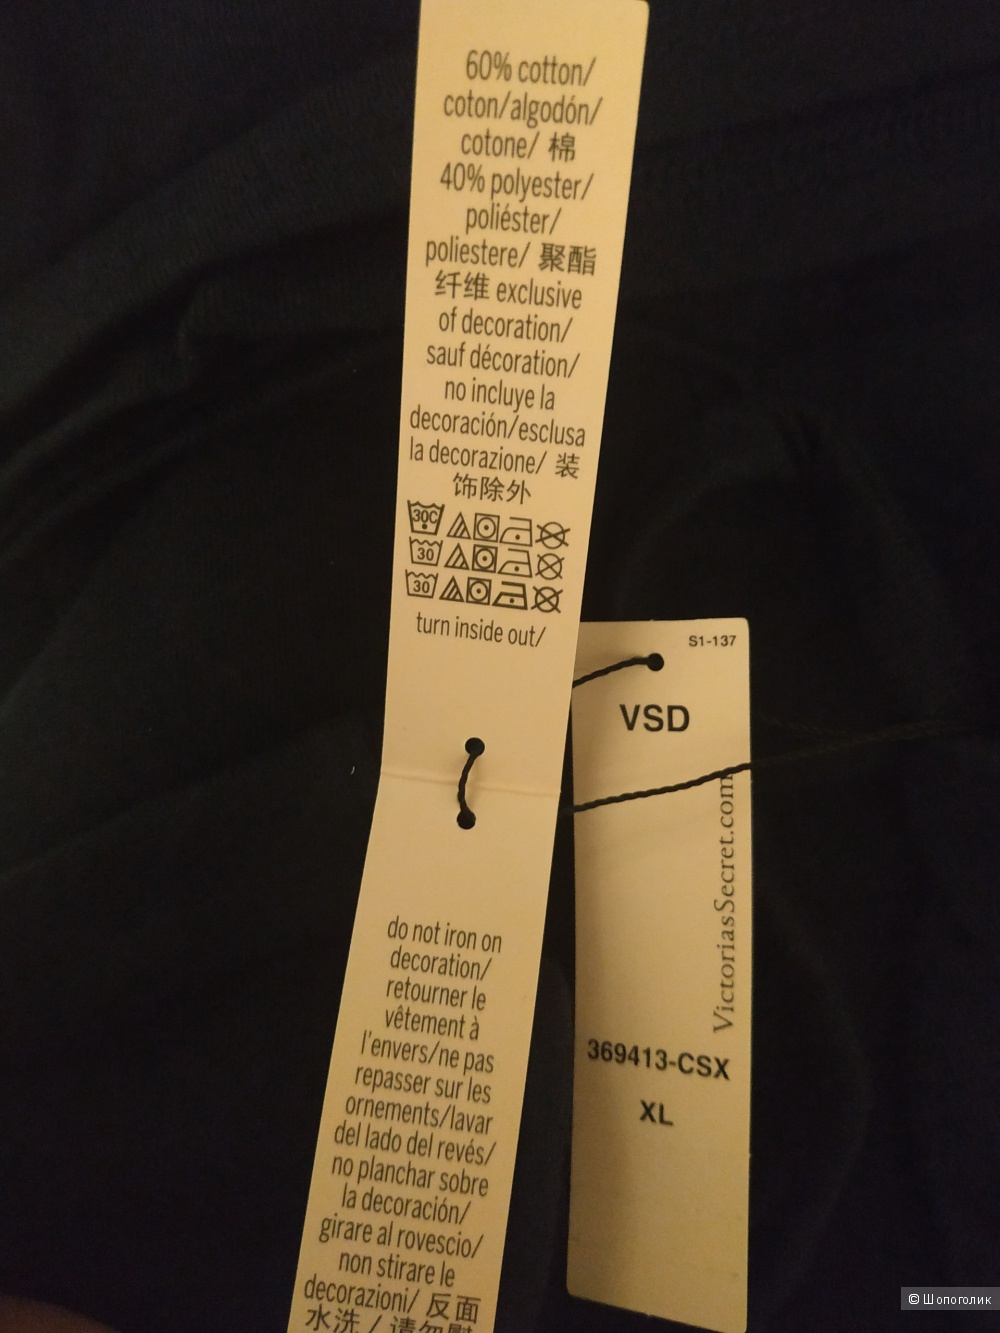 60% cotton/
coton/algodón/
cotone/ 棉
40% polyester/
poliéster/
poliestere/ 聚酯
纤维 exclusive
of decoration/
sauf décoration/
no incluye la
decoración/esclusa
la decorazione/ 装
饰除外
30C
30
30
turn inside out/
do not iron on
decoration/
retourner le
vêtement à
l'envers/ne pas
repasser sur les
ornements/lavar
del lado del revés/
no planchar sobre
la decoración/
girare al rovescio/
non stirare le
decorazioni/ 反面
水洗 / 请勿熨
S1-137
VSD
VictoriasSecret.com
369413-CSX
XL
© Шопоголик